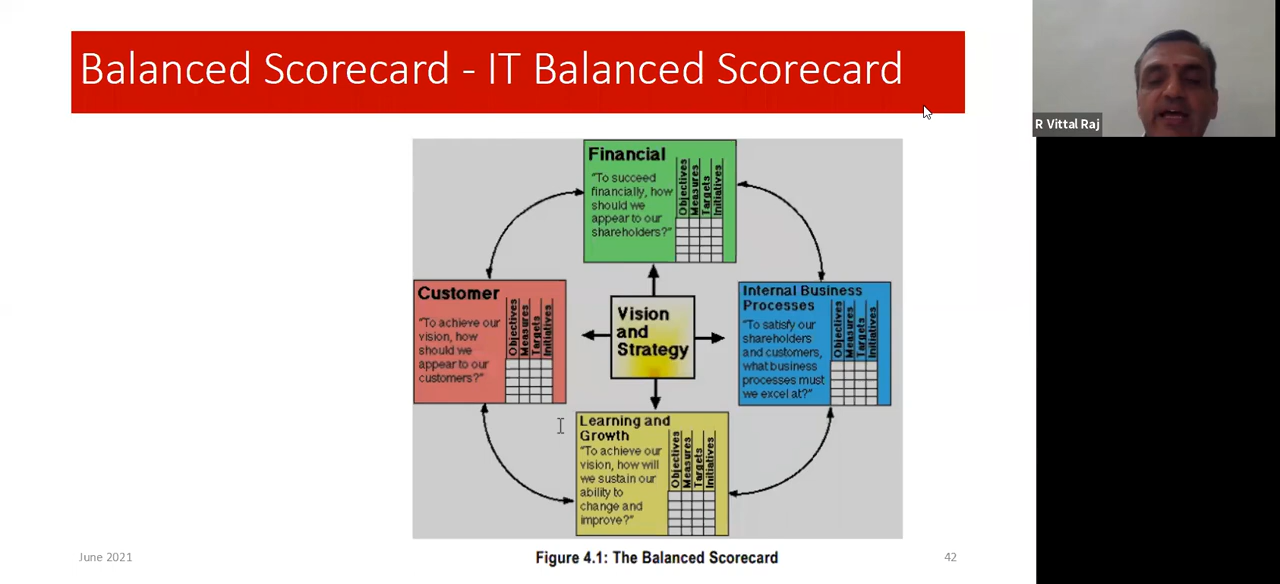 Balanced Scorecard - IT Balanced Scorecard
R Vittal Raj
Financial
"To succeed
financially, how
should we
appear to our
shareholders?"
Objectives
Measures
Targets
Initiatives
Customer
"To achieve our
vision, how
should we
appear to our
customers?"
Objectives
Measures
Targets
Initiatives
Vision
and
Strategy
Internal Business
Processes
"To satisfy our
shareholders
and customers,
what business
processes must
we excel at?"
Objectives
Measures
Targets
Initiatives
Learning and
Growth
"To achieve our
vision, how will
we sustain our
ability to
change and
improve?"
Objectives
Measures
Targets
Initiatives
June 2021
Figure 4.1: The Balanced Scorecard
42